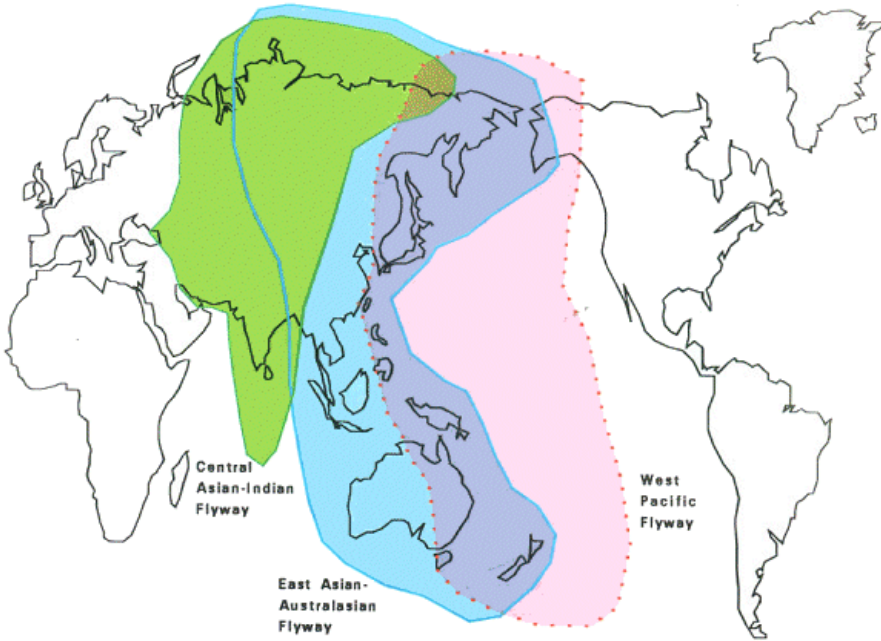 Central
Asian-Indian
Flyway
West
Pacific
Flyway
East Asian-
Australasian
Flyway